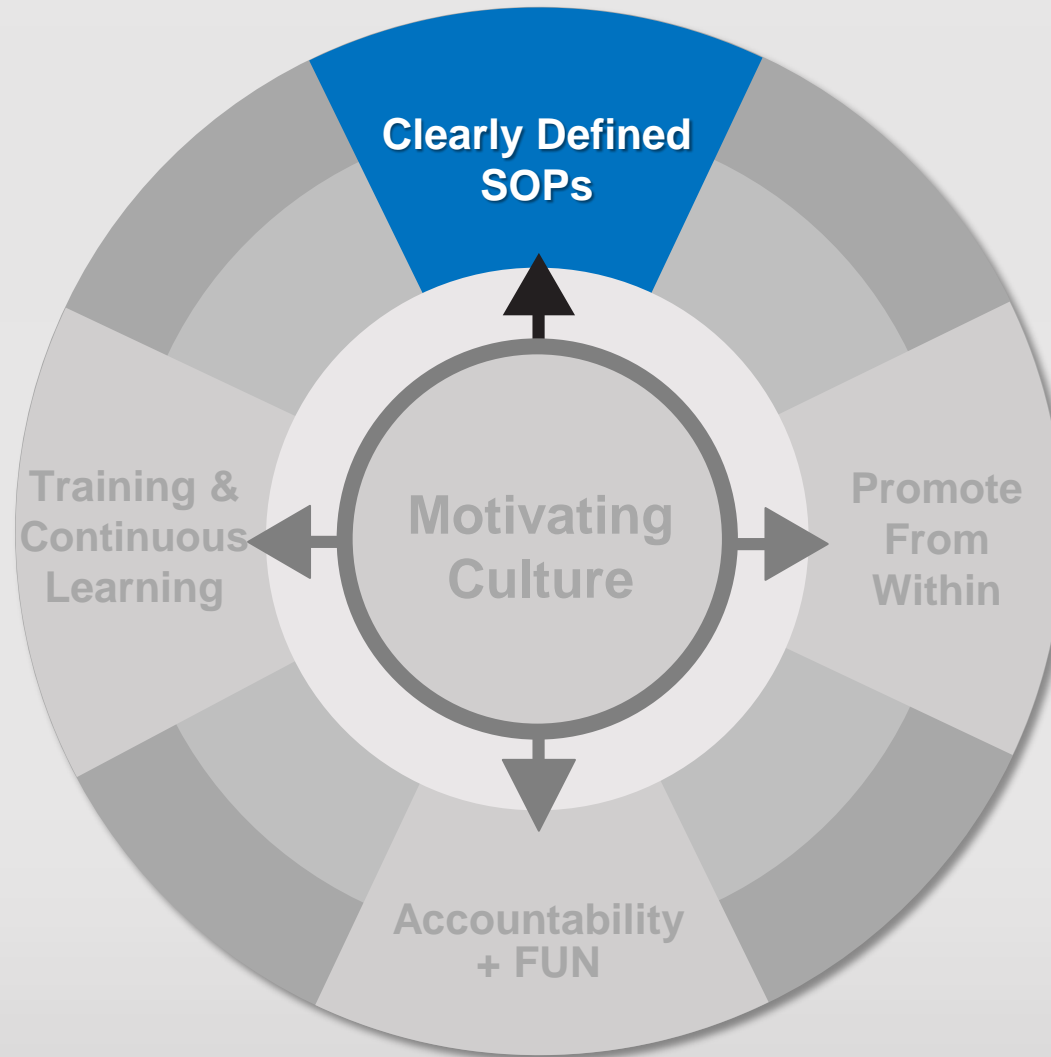 Clearly Defined
SOPs
Training &
Continuous
Learning
Motivating
Culture
Promote
From
Within
Accountability
+ FUN